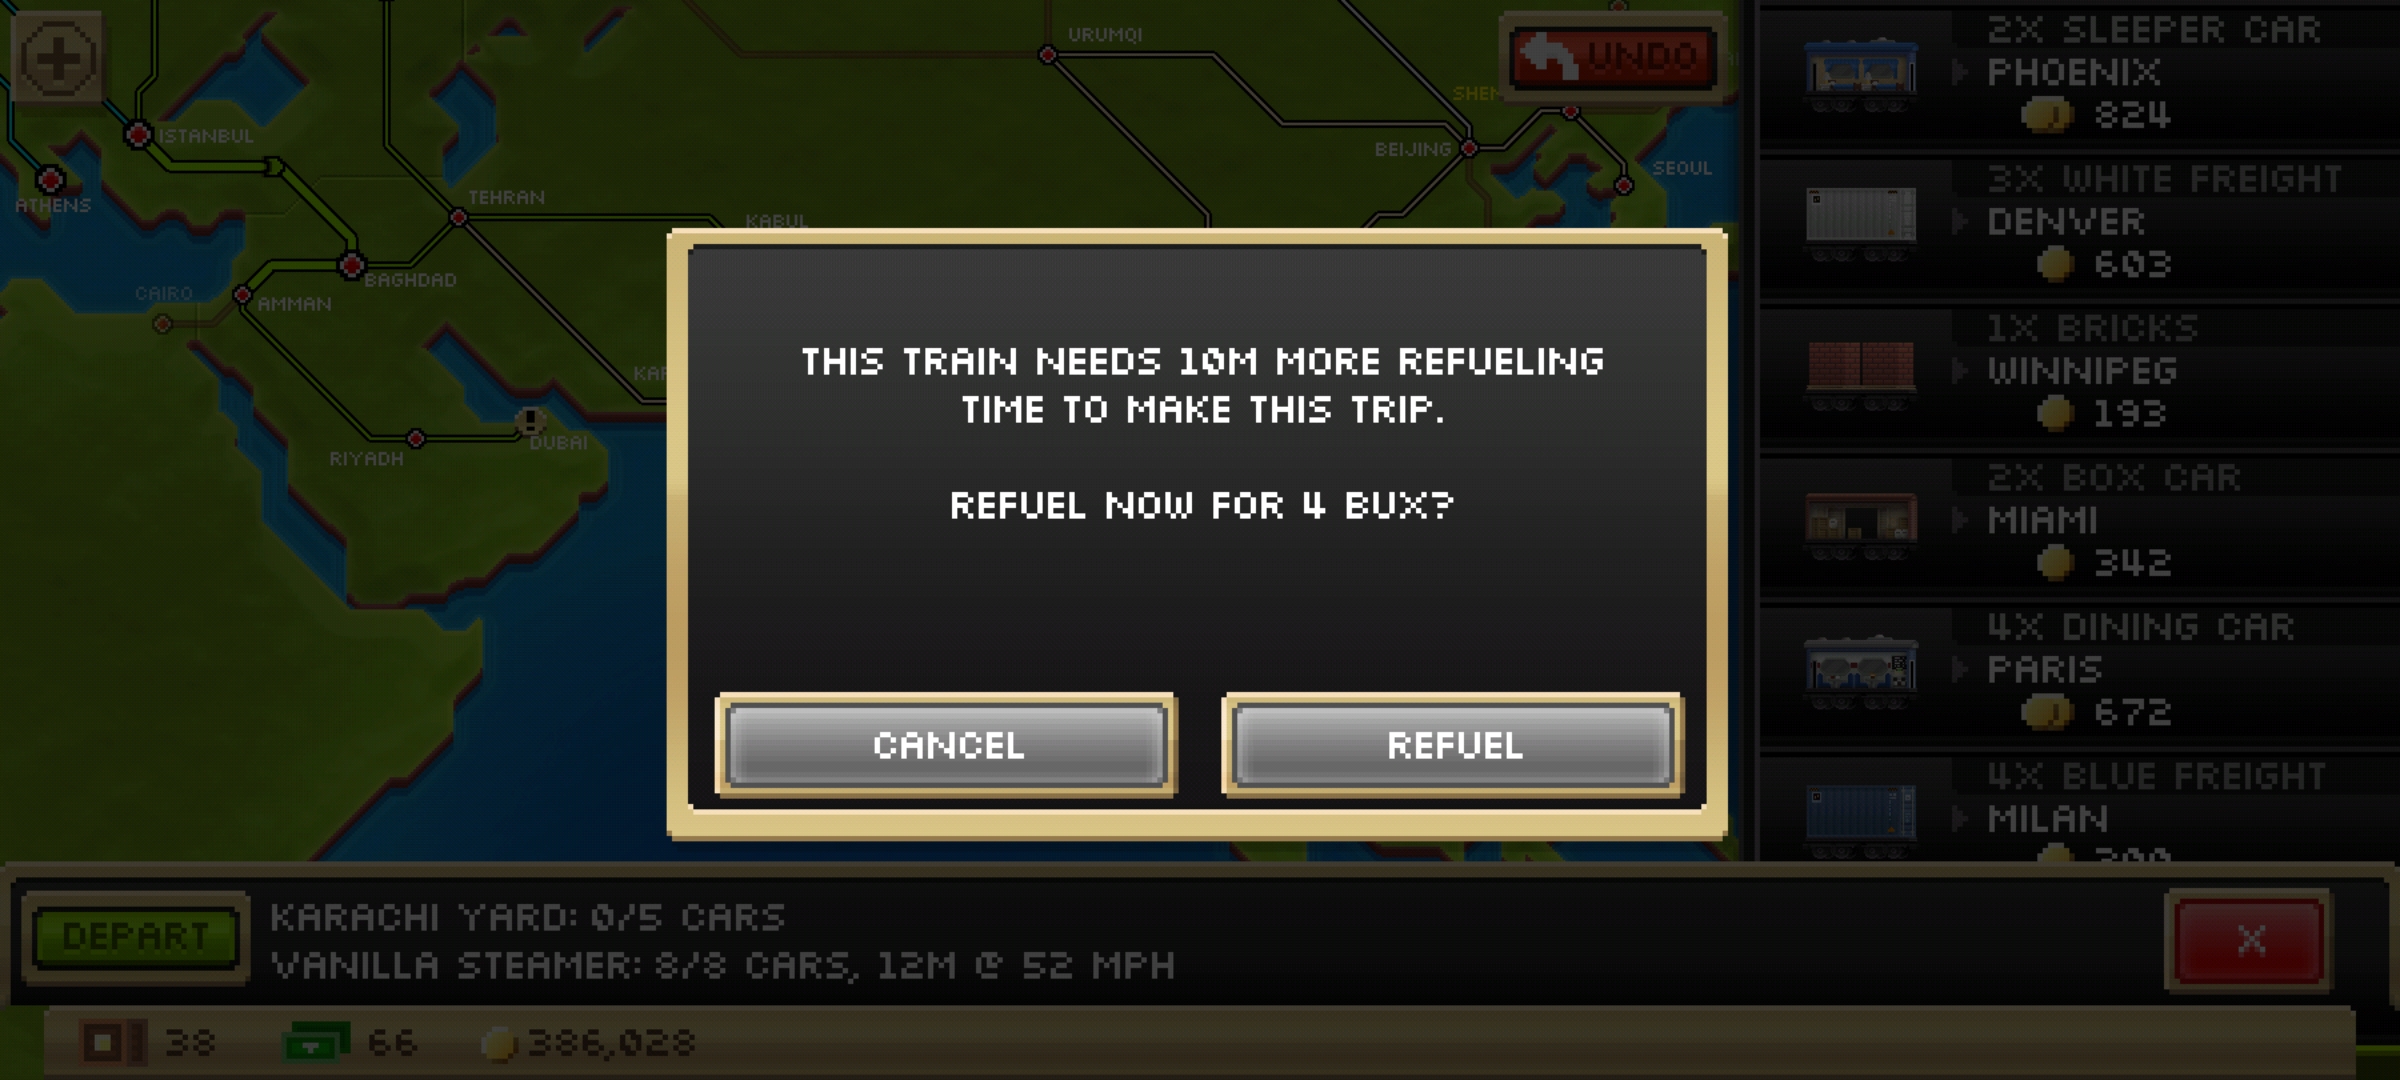 URUMQI
UNDO
ISTANBUL
BEIJING
SEOUL
ATHENS
TEHRAN
KABUL
BAGHDAD
CAIRO
AMMAN
RIYADH
DUBAI
THIS TRAIN NEEDS 10M MORE REFUELING
TIME TO MAKE THIS TRIP.
REFUEL NOW FOR 4 BUX?
CANCEL
REFUEL
2X SLEEPER CAR
PHOENIX
824
3X WHITE FREIGHT
DENVER
603
1X BRICKS
WINNIPEG
193
2X BOX CAR
MIAMI
342
4X DINING CAR
PARIS
672
4X BLUE FREIGHT
MILAN
DEPART
KARACHI YARD: 0/5 CARS
VANILLA STEAMER: 8/8 CARS, 12M @ 52 MPH
X
38
66
386,028